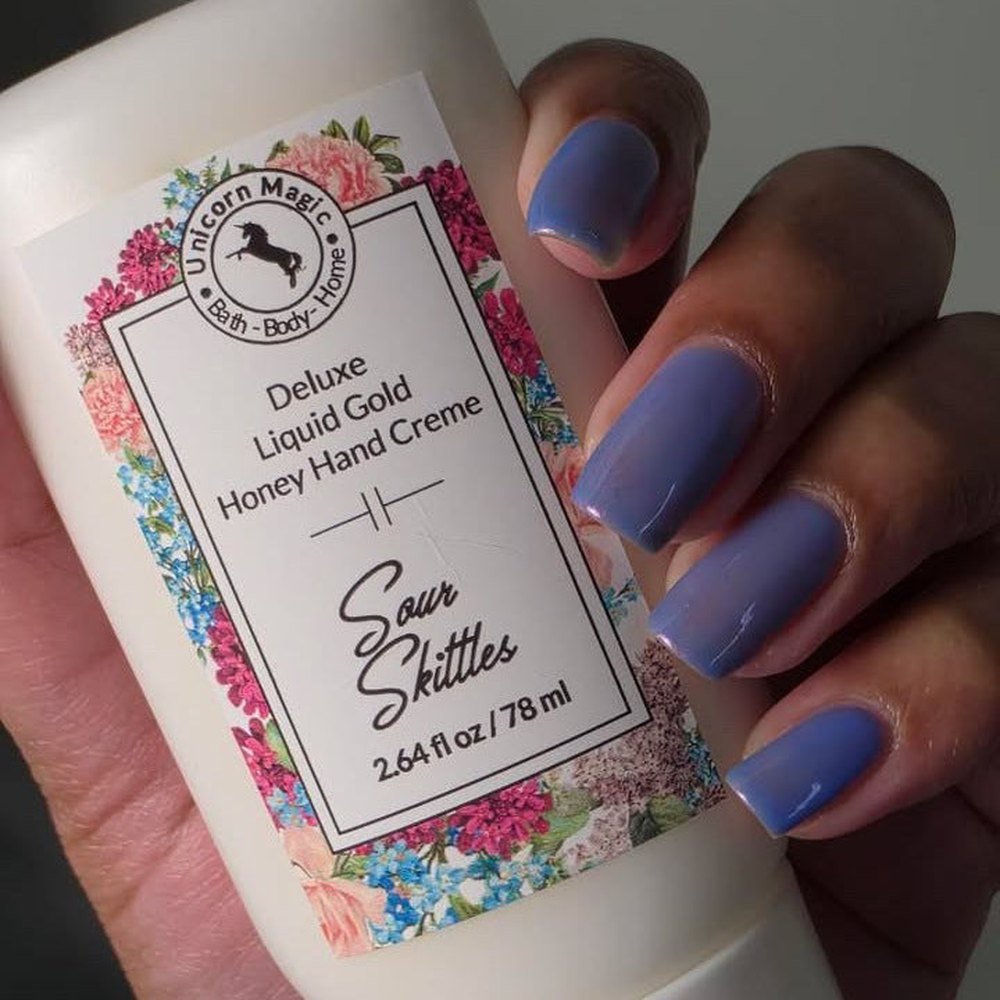 Unicorn Magic
Bath - Body - Home
Deluxe
Liquid Gold
Honey Hand Creme
Sour
Skittles
2.64 fl oz / 78 ml